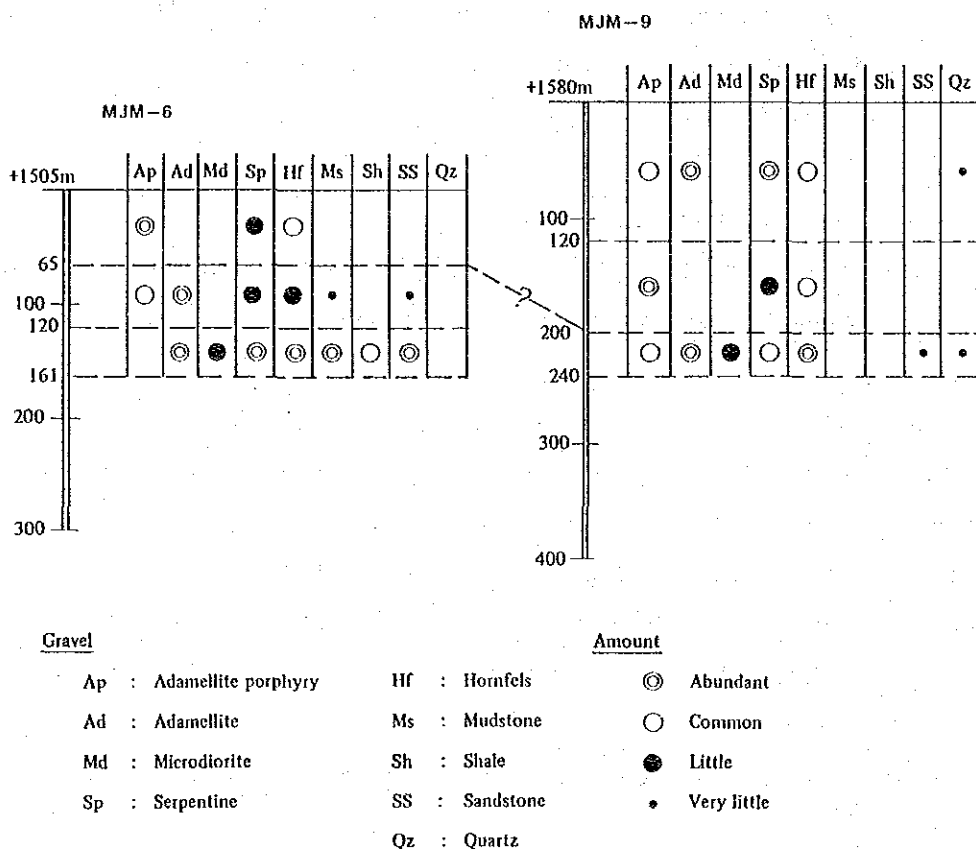 MJM-9
+1580m Ap Ad Md Sp Hf Ms Sh SS Qz
100
120
200
240
300
400
MJM-6
+1505m Ap Ad Md Sp Hf Ms Sh SS Qz
65
100
120
161
200
300
?
Gravel
Ap : Adamellite porphyry
Ad : Adamellite
Md : Microdiorite
Sp : Serpentine
Hf : Hornfels
Ms : Mudstone
Sh : Shale
SS : Sandstone
Qz : Quartz
Amount
Abundant
Common
Little
Very little